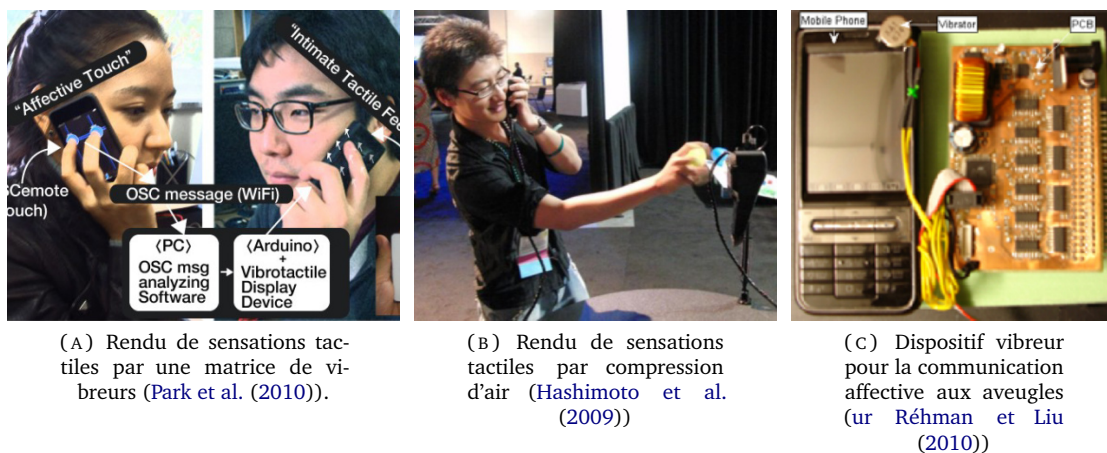 "Affective Touch"
"Intimate Tactile Fee
SCemote
ouch)
OSC message (WiFi)
〈PC〉
OSC msg
analyzing
Software
〈Arduino〉
+
Vibrotactile
Display
Device
Mobile Phone
Vibrator
PCB
(A) Rendu de sensations tac-
tiles par une matrice de vi-
breurs (Park et al. (2010)).
(B) Rendu de sensations
tactiles par compression
d'air (Hashimoto et al.
(2009))
(C) Dispositif vibreur
pour la communication
affective aux aveugles
(ur Réhman et Liu
(2010))